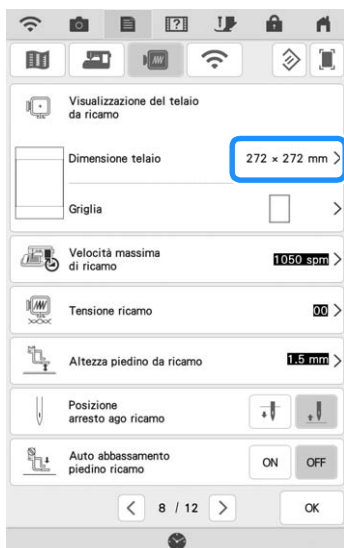 Visualizzazione del telaio
da ricamo
Dimensione telaio
272 × 272 mm
Griglia
Velocità massima
di ricamo
1050 spm
Tensione ricamo
00
Altezza piedino da ricamo
1.5 mm
Posizione
arresto ago ricamo
Auto abbassamento
piedino ricamo
ON
OFF
8 / 12
OK